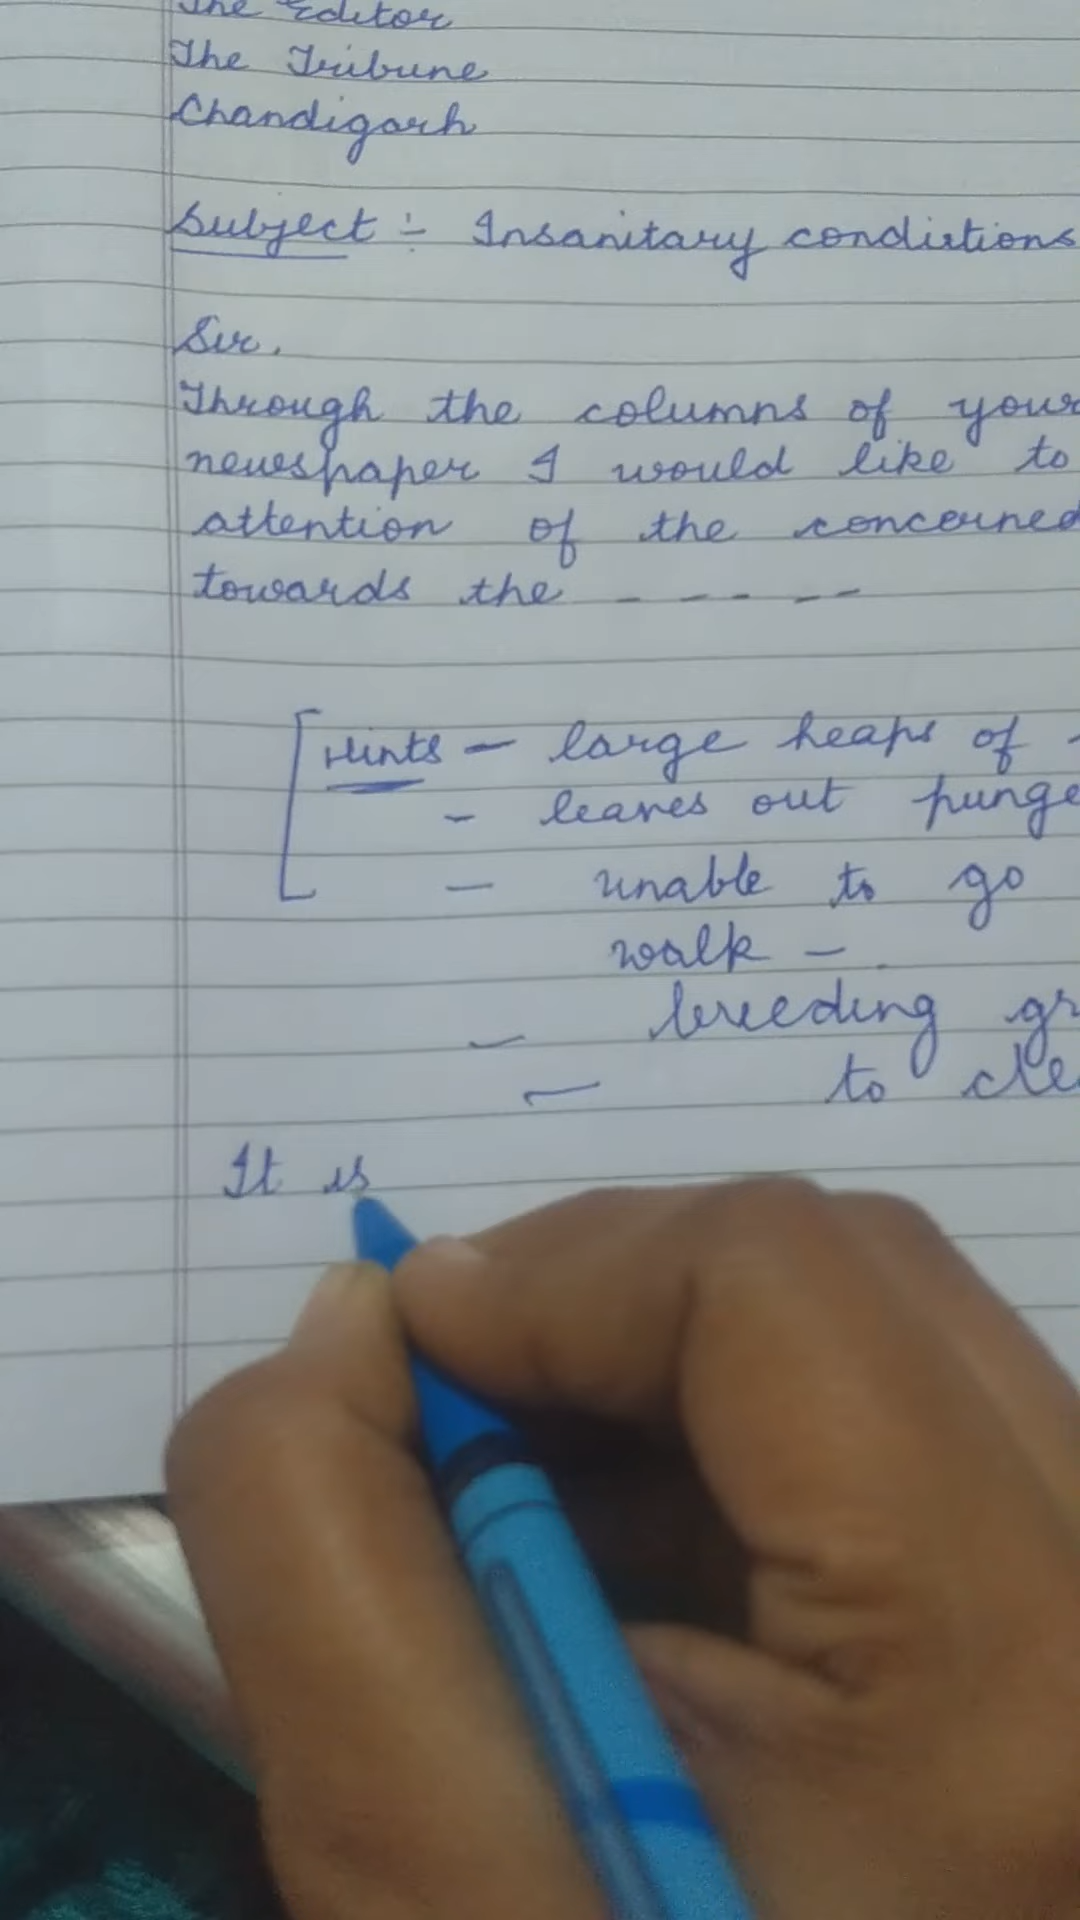 The Editor
The Tribune
Chandigarh
Subject :- Insanitary conditions
Sir,
Through the columns of your
newspaper I would like to
attention of the concerned
towards the - - - - -
Hints - large heaps of
- leaves out punge
- unable to go
walk -
- breeding gr
- to cle
It is